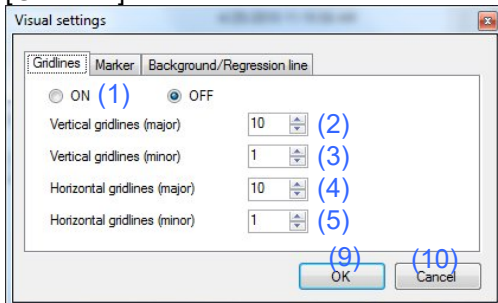 Visual settings
Gridlines Marker Background/Regression line
ON (1) OFF
Vertical gridlines (major) 10 (2)
Vertical gridlines (minor) 1 (3)
Horizontal gridlines (major) 10 (4)
Horizontal gridlines (minor) 1 (5)
(9) (10)
OK Cancel